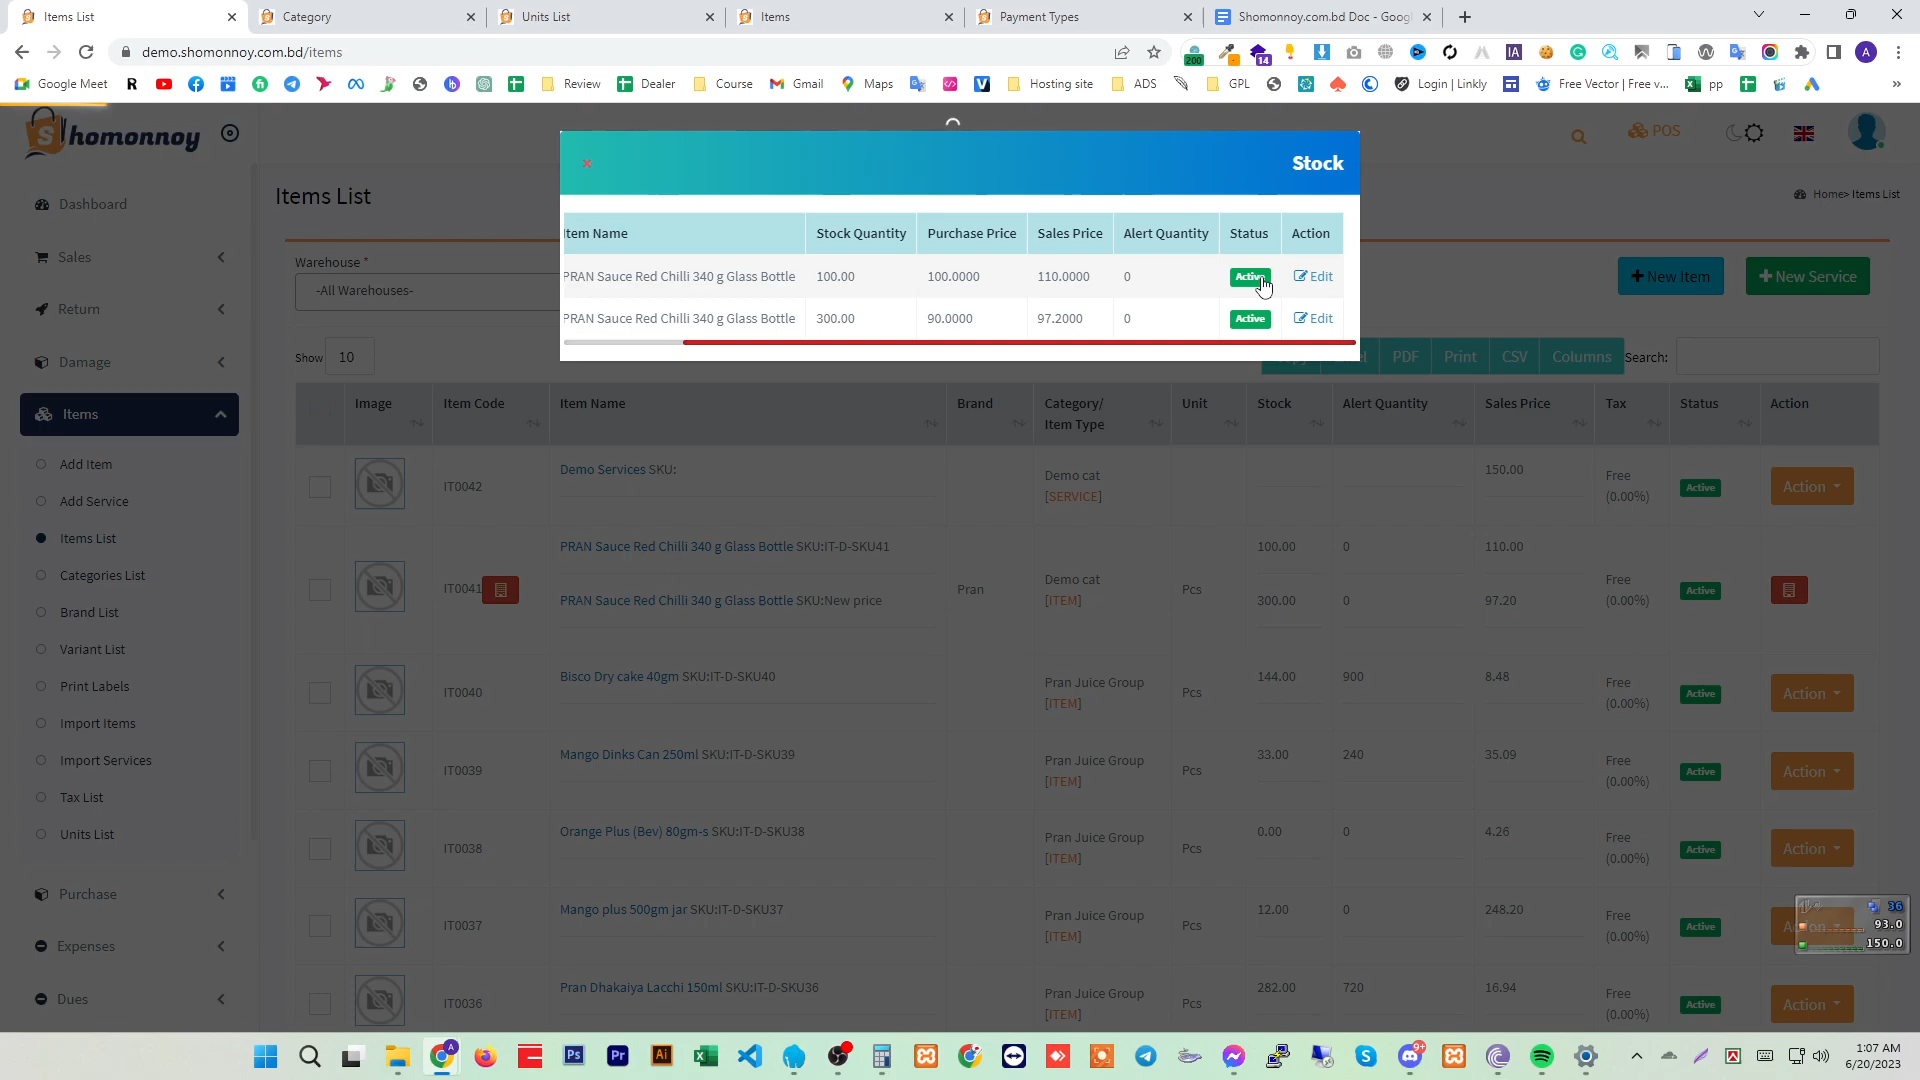 Items List
Category
Units List
Items
Payment Types
Shomonnoy.com.bd Doc - Goog
demo.shomonnoy.com.bd/items
200
14
IA
A
Google Meet
R
Review
Dealer
Course
Gmail
Maps
Hosting site
ADS
GPL
Login | Linkly
Free Vector | Free v...
pp
Shomonnoy
POS
Stock
Item Name Stock Quantity Purchase Price Sales Price Alert Quantity Status Action
PRAN Sauce Red Chilli 340 g Glass Bottle 100.00 100.0000 110.0000 0 Active Edit
PRAN Sauce Red Chilli 340 g Glass Bottle 300.00 90.0000 97.2000 0 Active Edit
Dashboard
Sales
Return
Damage
Items
Add Item
Add Service
Items List
Categories List
Brand List
Variant List
Print Labels
Import Items
Import Services
Tax List
Units List
Purchase
Expenses
Dues
Items List
Home> Items List
Warehouse *
-All Warehouses-
New Item
New Service
Show 10
PDF Print CSV Columns Search:
Image Item Code Item Name Brand Category/ Item Type Unit Stock Alert Quantity Sales Price Tax Status Action
IT0042 Demo Services SKU: Demo cat [SERVICE] 150.00 Free (0.00%) Active Action
PRAN Sauce Red Chilli 340 g Glass Bottle SKU:IT-D-SKU41 100.00 0 110.00
IT0041 Pran Demo cat [ITEM] Pcs Free (0.00%) Active
PRAN Sauce Red Chilli 340 g Glass Bottle SKU:New price 300.00 0 97.20
IT0040 Bisco Dry cake 40gm SKU:IT-D-SKU40 Pran Juice Group [ITEM] Pcs 144.00 900 8.48 Free (0.00%) Active Action
IT0039 Mango Dinks Can 250ml SKU:IT-D-SKU39 Pran Juice Group [ITEM] Pcs 33.00 240 35.09 Free (0.00%) Active Action
IT0038 Orange Plus (Bev) 80gm-s SKU:IT-D-SKU38 Pran Juice Group [ITEM] Pcs 0.00 0 4.26 Free (0.00%) Active Action
IT0037 Mango plus 500gm jar SKU:IT-D-SKU37 Pran Juice Group [ITEM] Pcs 12.00 0 248.20 Free (0.00%) Active
IT0036 Pran Dhakaiya Lacchi 150ml SKU:IT-D-SKU36 Pran Juice Group [ITEM] Pcs 282.00 720 16.94 Free (0.00%) Active Action
36
93.0
150.0
A
Ps
Pr
Ai
9+
1:07 AM
6/20/2023